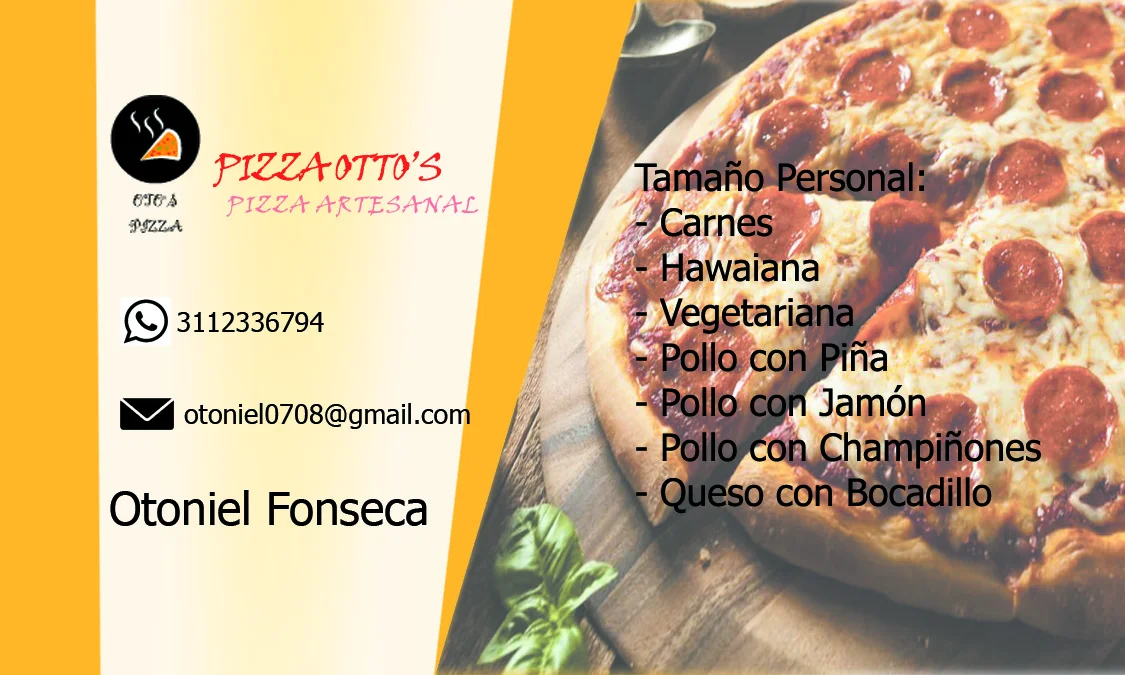 OTO'S
PIZZA
PIZZA OTTO'S
PIZZA ARTESANAL
3112336794
otoniel0708@gmail.com
Otoniel Fonseca
Tamaño Personal:
- Carnes
- Hawaiana
- Vegetariana
- Pollo con Piña
- Pollo con Jamón
- Pollo con Champiñones
- Queso con Bocadillo